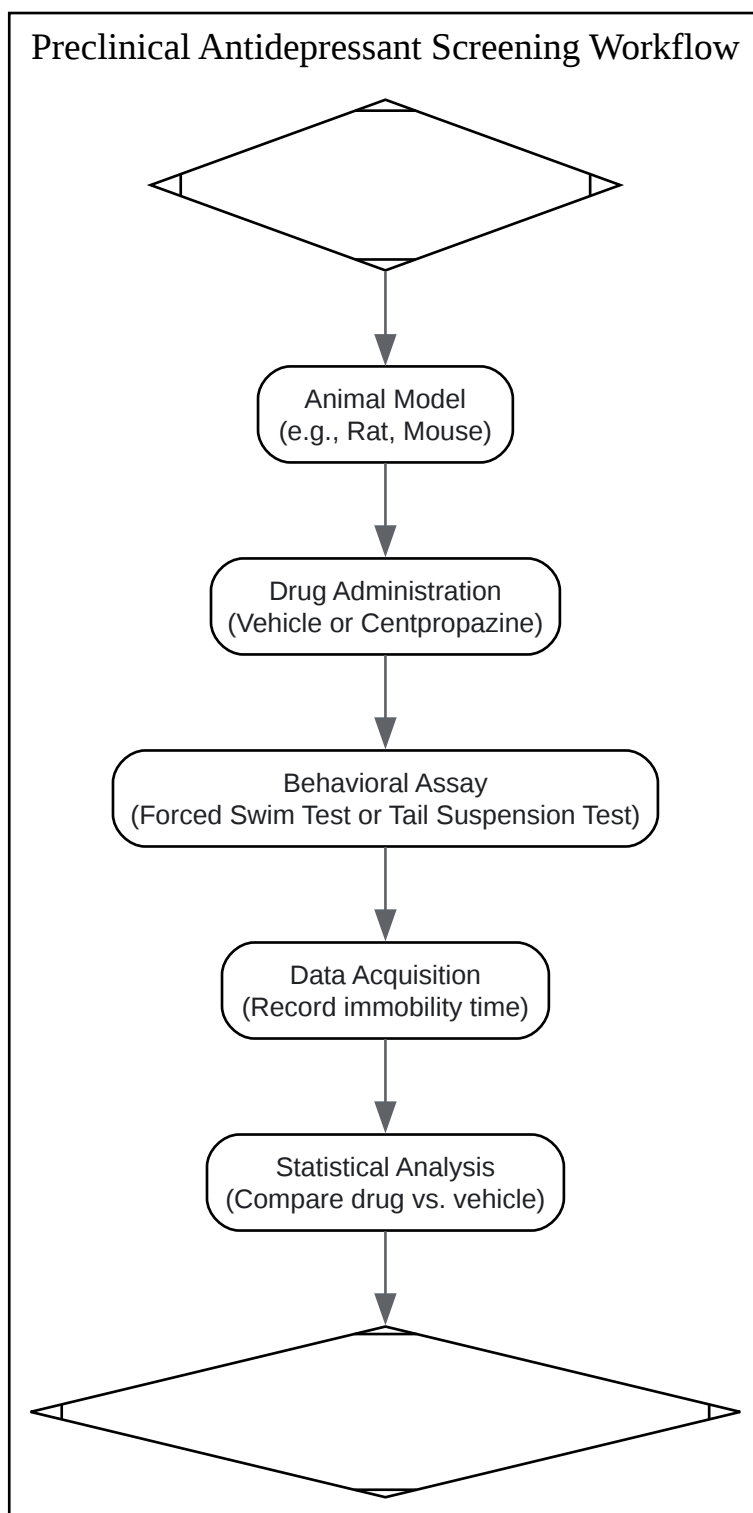 Preclinical Antidepressant Screening Workflow
Animal Model
(e.g., Rat, Mouse)
Drug Administration
(Vehicle or Centpropazine)
Behavioral Assay
(Forced Swim Test or Tail Suspension Test)
Data Acquisition
(Record immobility time)
Statistical Analysis
(Compare drug vs. vehicle)